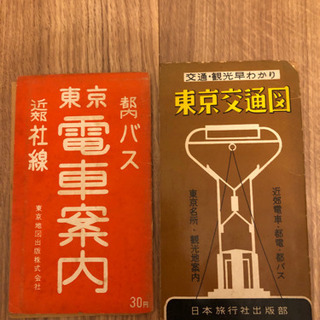 東京
電車案内
都内バス
近郊社線
東京地図出版株式会社
30円
交通・観光早わかり
東京交通図
近郊電車・都電・都バス
東京名所・観光地案内
日本旅行社出版部